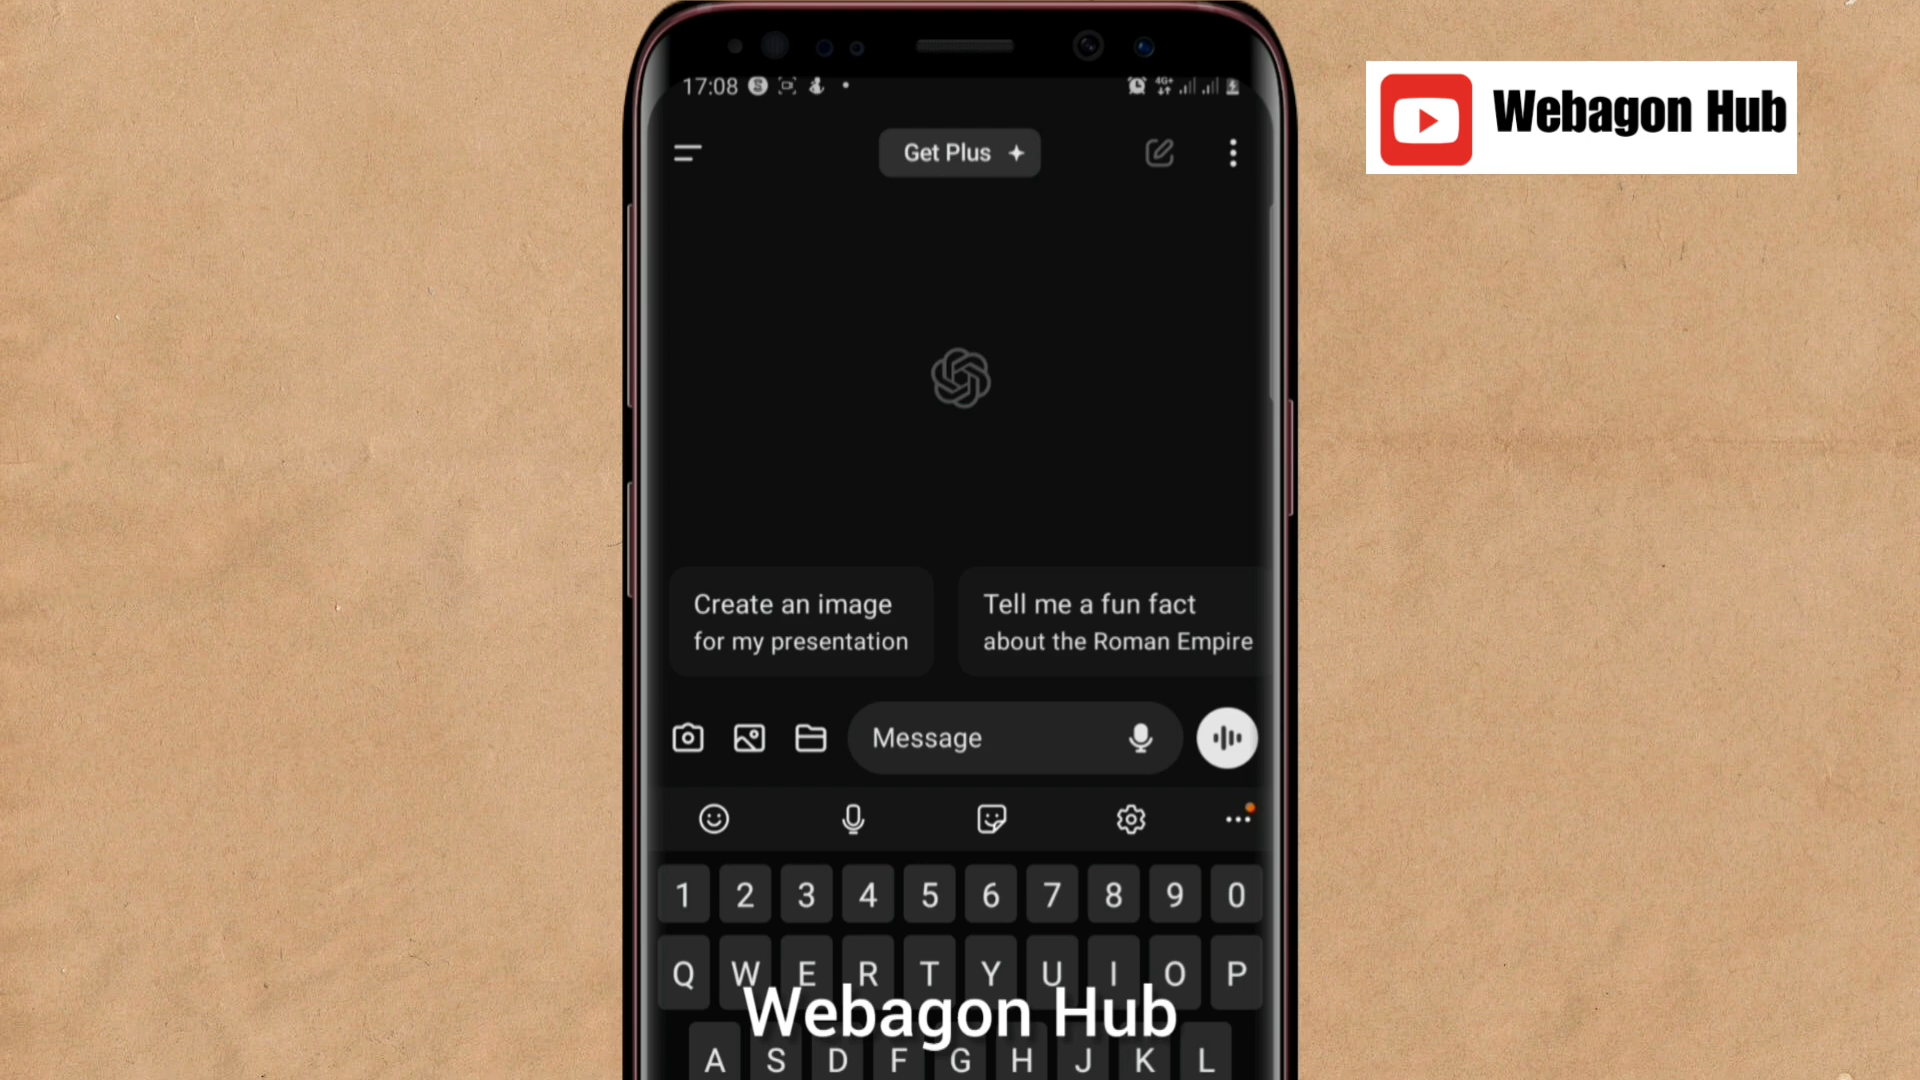 17:08
4G+
Get Plus
Webagon Hub
Create an image
for my presentation
Tell me a fun fact
about the Roman Empire
Message
1 2 3 4 5 6 7 8 9 0
Q W E R T Y U I O P
Webagon Hub
A S D F G H J K L